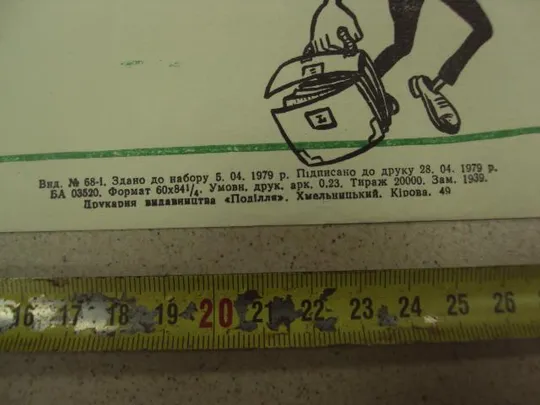 Вид. № 68-І. Здано до набору 5. 04. 1979 р. Підписано до друку 28. 04. 1979 р.
БА 03520. Формат 60х84¹/₄. Умовн. друк. арк. 0,23. Тираж 20000. Зам. 1939.
Друкарня видавництва «Поділля». Хмельницький, Кірова, 49
16 17 18 19 20 21 22 23 24 25 26